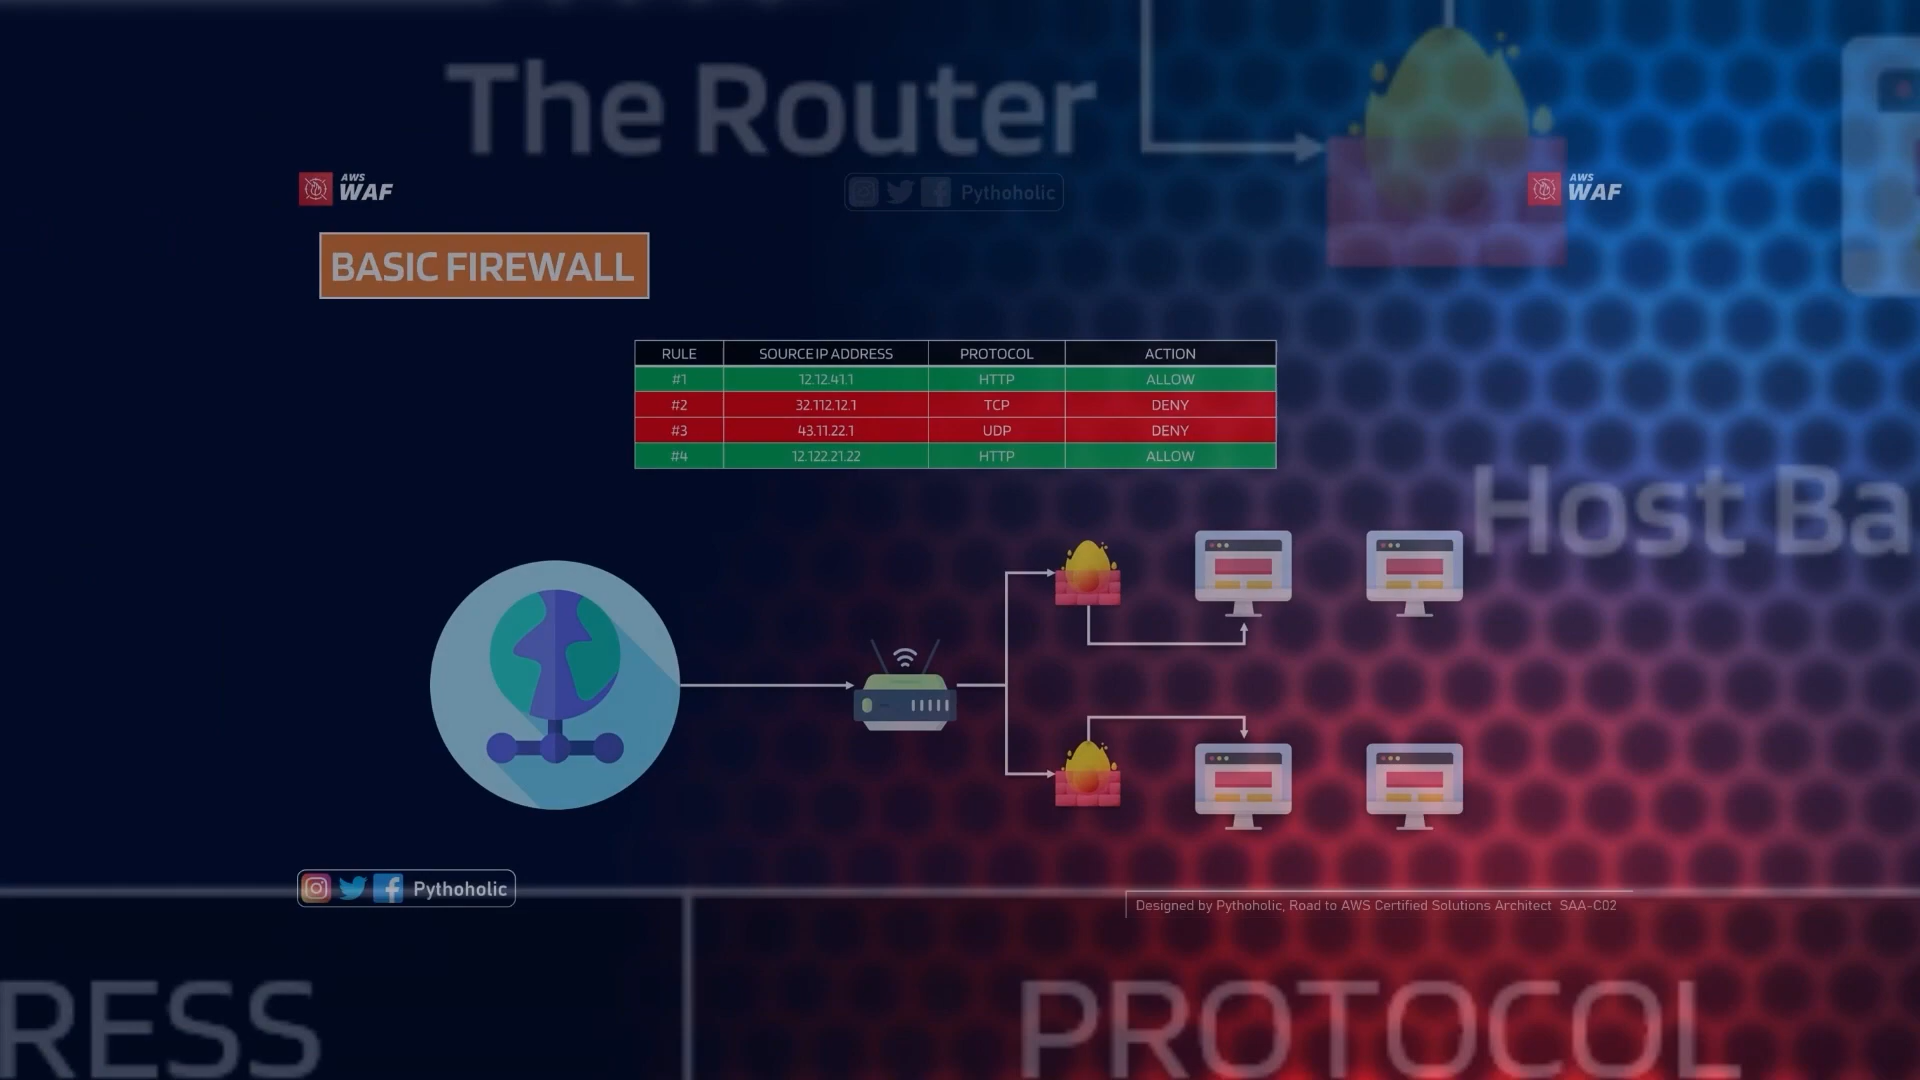 The Router
AWS
WAF
Pythoholic
AWS
WAF
BASIC FIREWALL
RULE SOURCE IP ADDRESS PROTOCOL ACTION
#1 12.12.41.1 HTTP ALLOW
#2 32.112.12.1 TCP DENY
#3 43.11.22.1 UDP DENY
#4 12.122.21.22 HTTP ALLOW
Host Ba
Pythoholic
Designed by Pythoholic, Road to AWS Certified Solutions Architect SAA-C02
RESS PROTOCOL